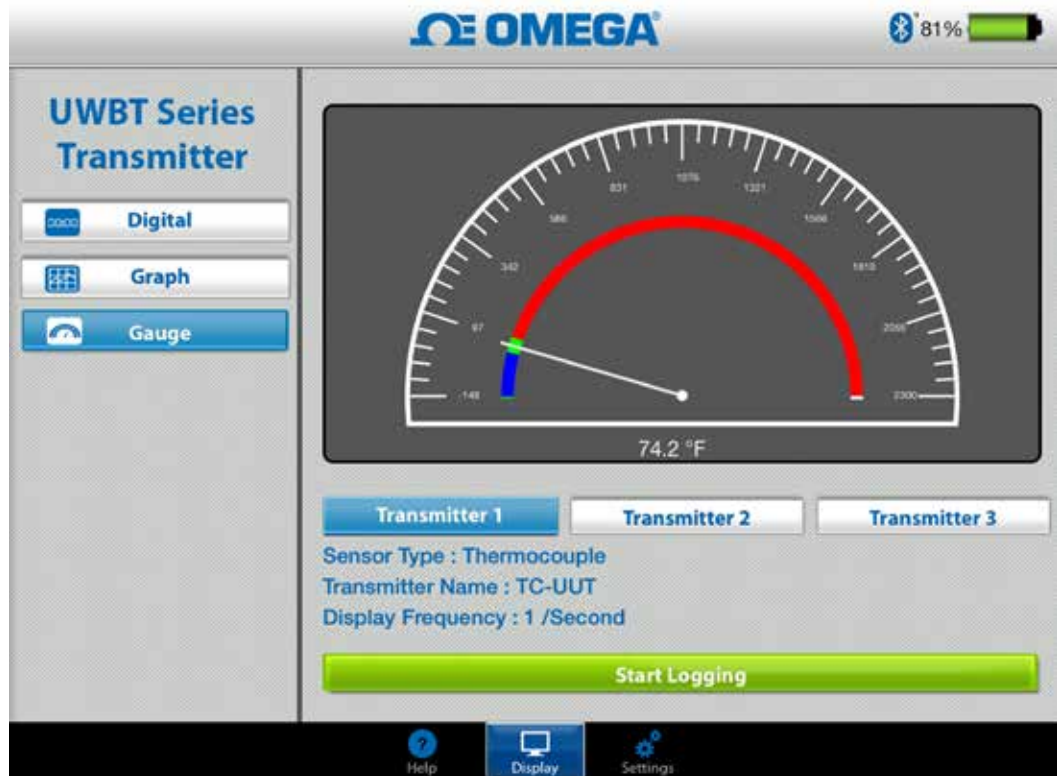 OMEGA®
81%
UWBT Series
Transmitter
Digital
Graph
Gauge
-148
97
342
586
831
1076
1321
1566
1810
2055
2300
74.2 °F
Transmitter 1
Transmitter 2
Transmitter 3
Sensor Type : Thermocouple
Transmitter Name : TC-UUT
Display Frequency : 1 /Second
Start Logging
Help
Display
Settings